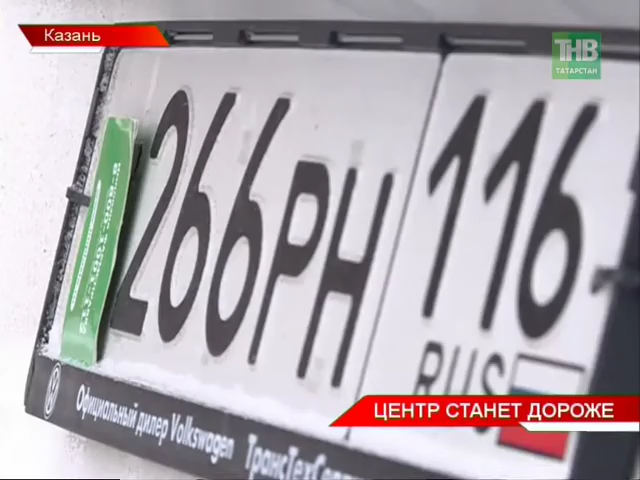 Казань
ТНВ
ТАТАРСТАН
266РН 116
RUS
ЦЕНТР СТАНЕТ ДОРОЖЕ
Официальный дилер Volkswagen